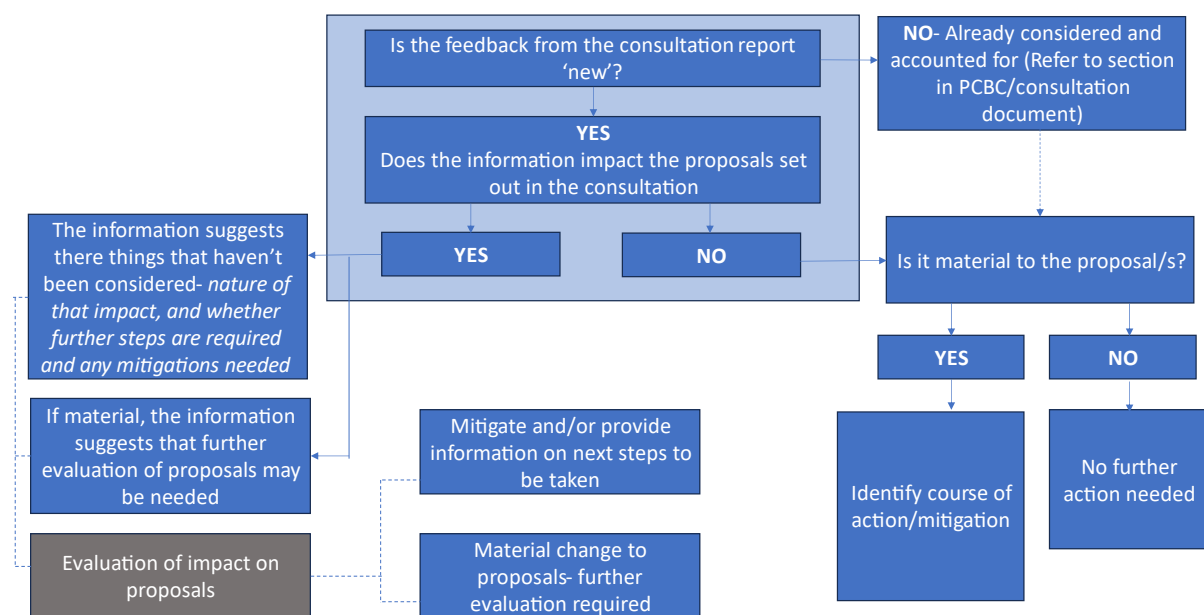 Is the feedback from the consultation report
‘new’?
NO- Already considered and
accounted for (Refer to section
in PCBC/consultation
document)
YES
Does the information impact the proposals set
out in the consultation
YES
NO
The information suggests
there things that haven’t
been considered- nature of
that impact, and whether
further steps are required
and any mitigations needed
Is it material to the proposal/s?
YES
NO
If material, the information
suggests that further
evaluation of proposals may
be needed
Mitigate and/or provide
information on next steps to
be taken
Identify course of
action/mitigation
No further
action needed
Evaluation of impact on
proposals
Material change to
proposals- further
evaluation required